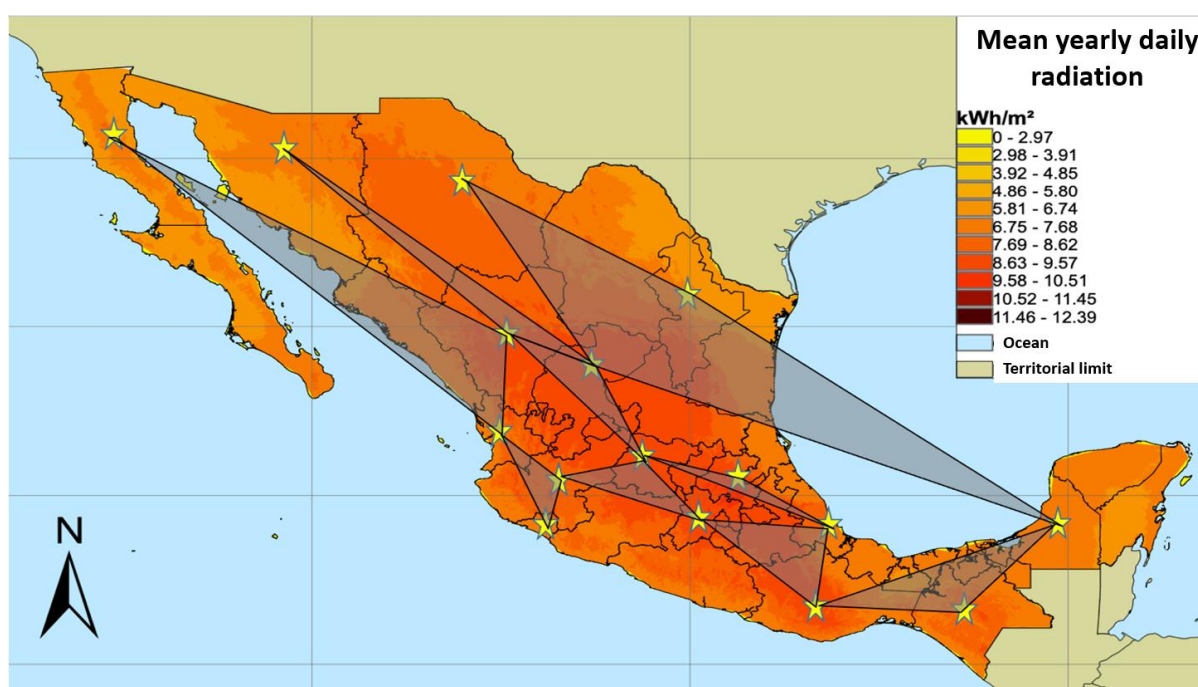 Mean yearly daily
radiation
kWh/m²
0 - 2.97
2.98 - 3.91
3.92 - 4.85
4.86 - 5.80
5.81 - 6.74
6.75 - 7.68
7.69 - 8.62
8.63 - 9.57
9.58 - 10.51
10.52 - 11.45
11.46 - 12.39
Ocean
Territorial limit
N